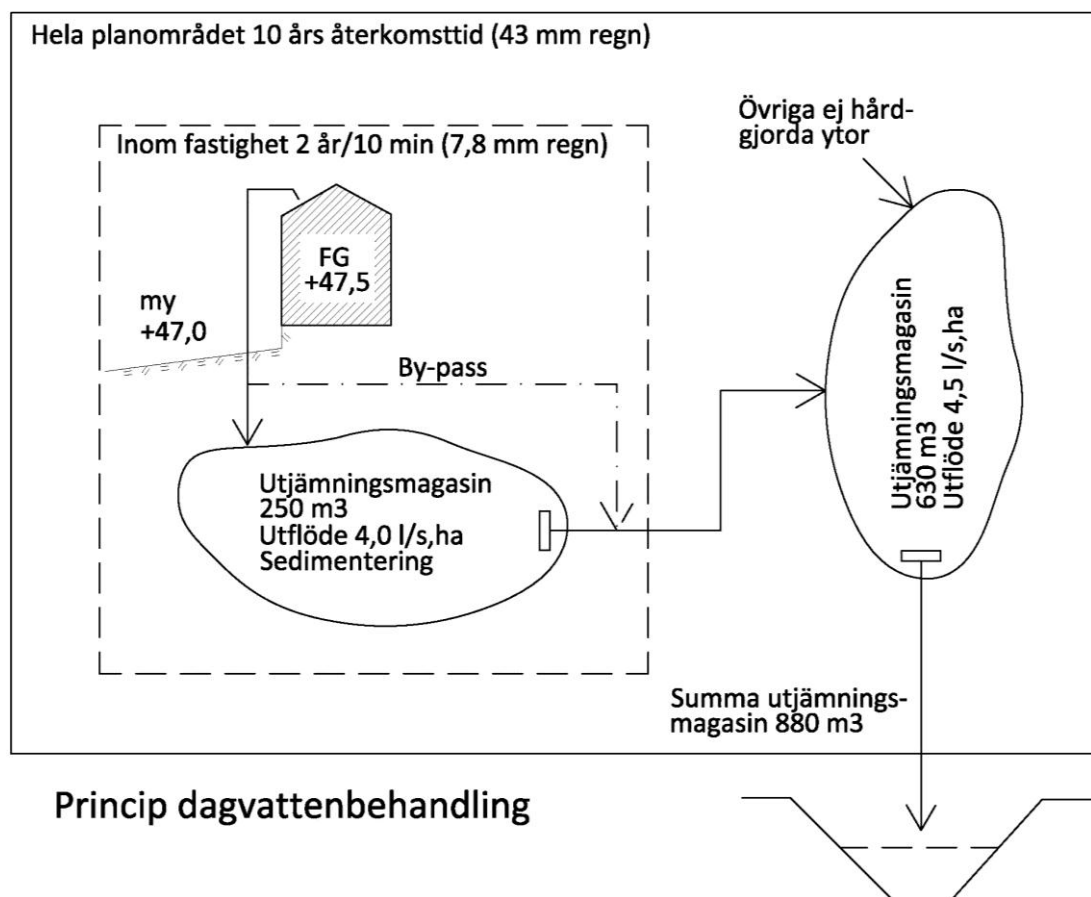 Hela planområdet 10 års återkomsttid (43 mm regn)
Övriga ej hård-
gjorda ytor
Inom fastighet 2 år/10 min (7,8 mm regn)
FG
+47,5
my
+47,0
By-pass
Utjämningsmagasin
250 m3
Utflöde 4,0 l/s,ha
Sedimentering
Utjämningsmagasin
630 m3
Utflöde 4,5 l/s,ha
Summa utjämnings-
magasin 880 m3
Princip dagvattenbehandling